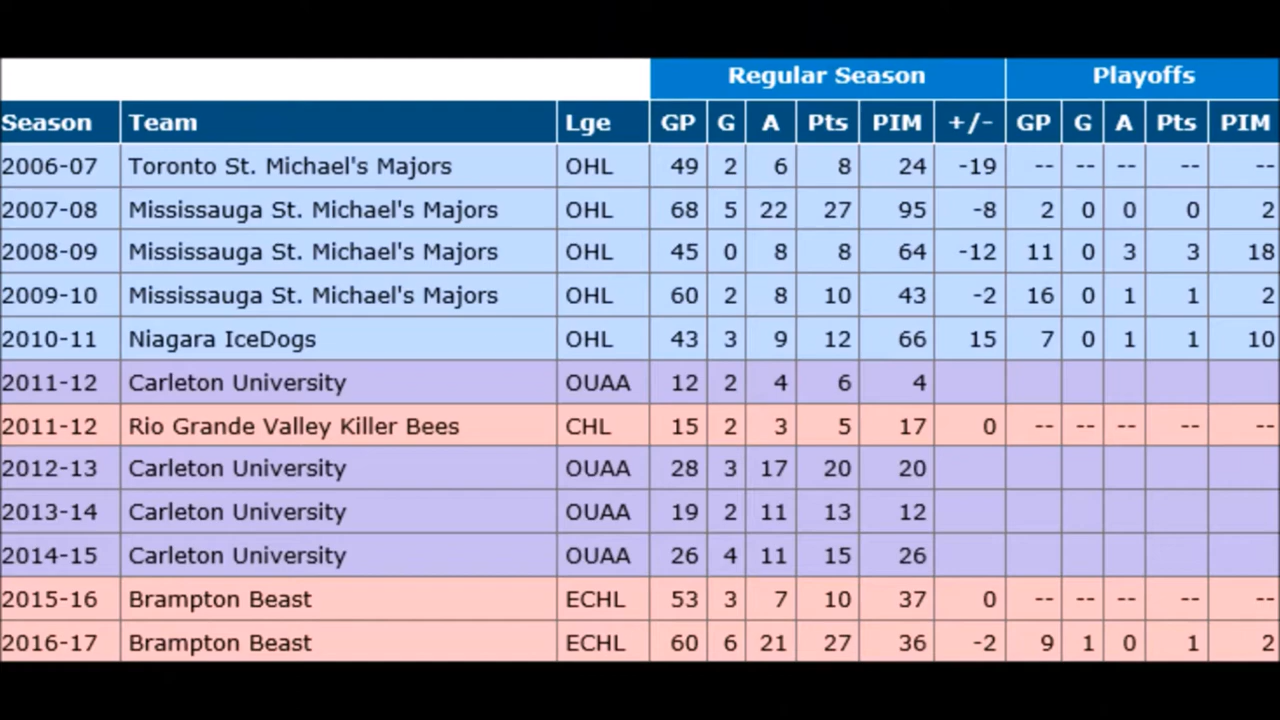 Regular Season Playoffs
Season Team Lge GP G A Pts PIM +/- GP G A Pts PIM
2006-07 Toronto St. Michael's Majors OHL 49 2 6 8 24 -19 -- -- -- -- --
2007-08 Mississauga St. Michael's Majors OHL 68 5 22 27 95 -8 2 0 0 0 2
2008-09 Mississauga St. Michael's Majors OHL 45 0 8 8 64 -12 11 0 3 3 18
2009-10 Mississauga St. Michael's Majors OHL 60 2 8 10 43 -2 16 0 1 1 2
2010-11 Niagara IceDogs OHL 43 3 9 12 66 15 7 0 1 1 10
2011-12 Carleton University OUAA 12 2 4 6 4
2011-12 Rio Grande Valley Killer Bees CHL 15 2 3 5 17 0 -- -- -- -- --
2012-13 Carleton University OUAA 28 3 17 20 20
2013-14 Carleton University OUAA 19 2 11 13 12
2014-15 Carleton University OUAA 26 4 11 15 26
2015-16 Brampton Beast ECHL 53 3 7 10 37 0 -- -- -- -- --
2016-17 Brampton Beast ECHL 60 6 21 27 36 -2 9 1 0 1 2